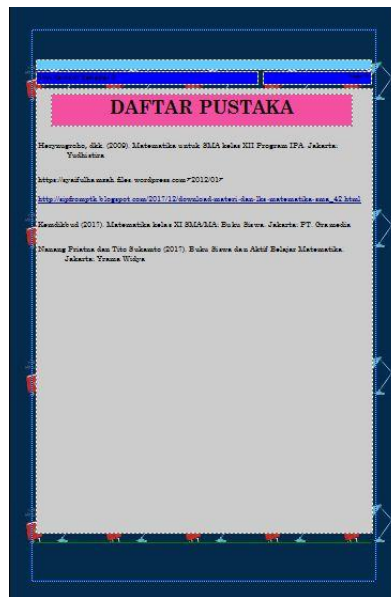 DAFTAR PUSTAKA
Herynugroho, dkk. (2009). Matematika untuk SMA kelas XII Program IPA. Jakarta:
Yudhistira
https://syaifulhamzah.files.wordpress.com>2012/01>
http://sipfromptk.blogspot.com/2017/12/download-materi-dan-lks-matematika-sma_42.html
Kemdikbud (2017). Matematika kelas XI SMA/MA: Buku Siswa. Jakarta: PT. Gramedia
Nanang Priatna dan Tito Sukamto (2017). Buku Siswa dan Aktif Belajar Matematika.
Jakarta: Yrama Widya